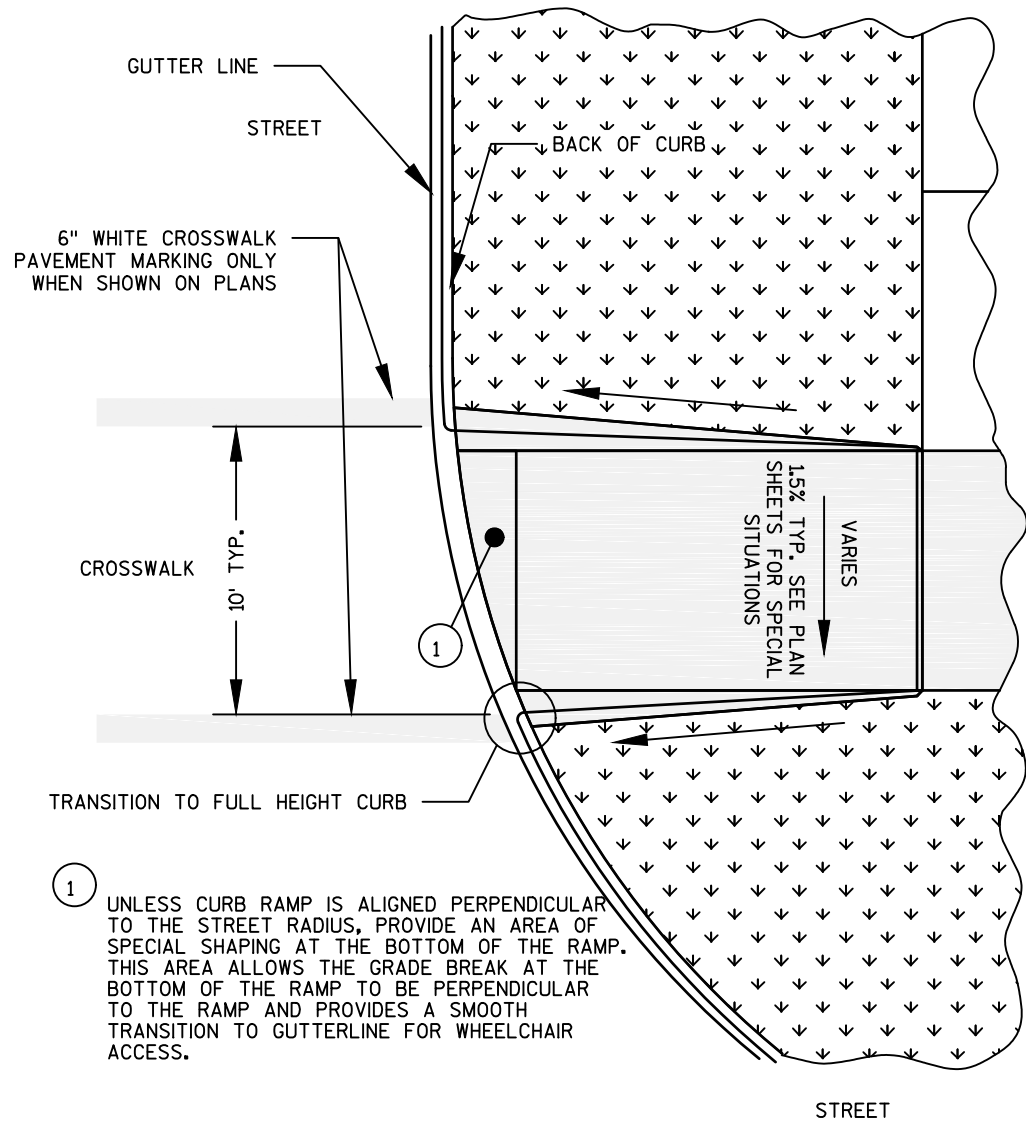 GUTTER LINE
STREET
BACK OF CURB
6" WHITE CROSSWALK
PAVEMENT MARKING ONLY
WHEN SHOWN ON PLANS
CROSSWALK
10' TYP.
VARIES
1.5% TYP. SEE PLAN
SHEETS FOR SPECIAL
SITUATIONS
1
TRANSITION TO FULL HEIGHT CURB
1
UNLESS CURB RAMP IS ALIGNED PERPENDICULAR
TO THE STREET RADIUS, PROVIDE AN AREA OF
SPECIAL SHAPING AT THE BOTTOM OF THE RAMP.
THIS AREA ALLOWS THE GRADE BREAK AT THE
BOTTOM OF THE RAMP TO BE PERPENDICULAR
TO THE RAMP AND PROVIDES A SMOOTH
TRANSITION TO GUTTERLINE FOR WHEELCHAIR
ACCESS.
STREET